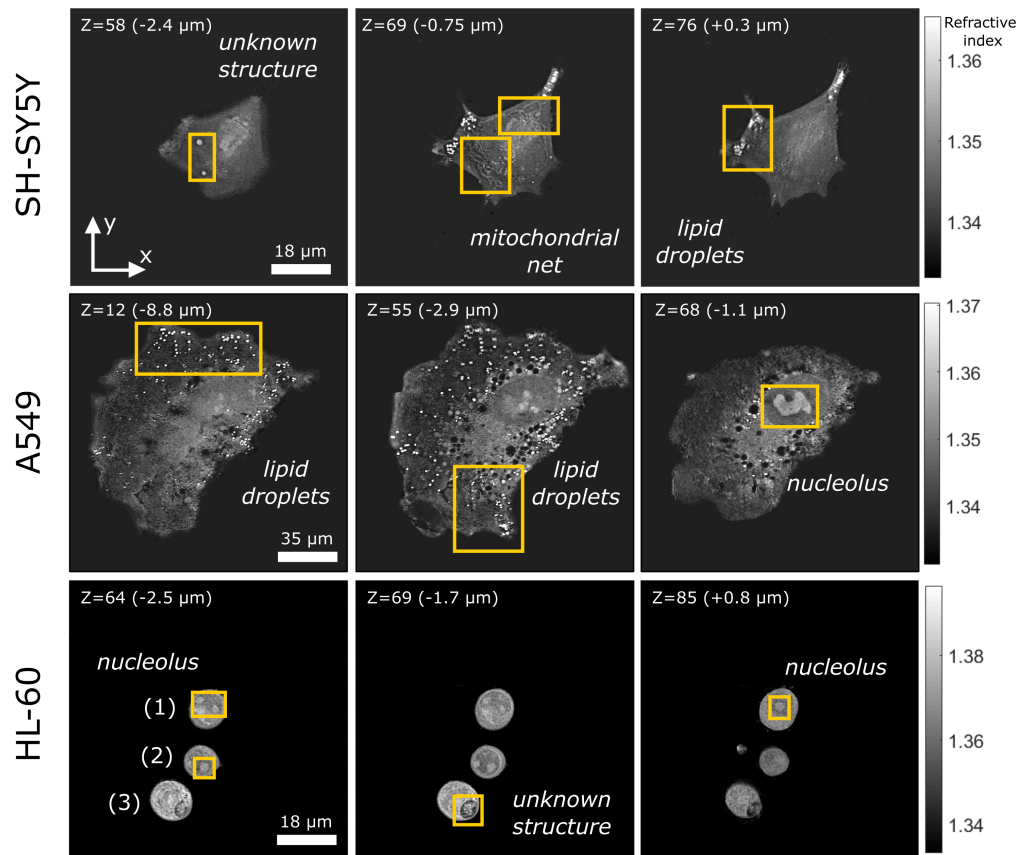 SH-SY5Y
Z=58 (-2.4 µm)
unknown
structure
y
x
18 µm
Z=69 (-0.75 µm)
mitochondrial
net
Z=76 (+0.3 µm)
lipid
droplets
Refractive
index
1.36
1.35
1.34
A549
Z=12 (-8.8 µm)
lipid
droplets
35 µm
Z=55 (-2.9 µm)
lipid
droplets
Z=68 (-1.1 µm)
nucleolus
1.37
1.36
1.35
1.34
HL-60
Z=64 (-2.5 µm)
nucleolus
(1)
(2)
(3)
18 µm
Z=69 (-1.7 µm)
unknown
structure
Z=85 (+0.8 µm)
nucleolus
1.38
1.36
1.34